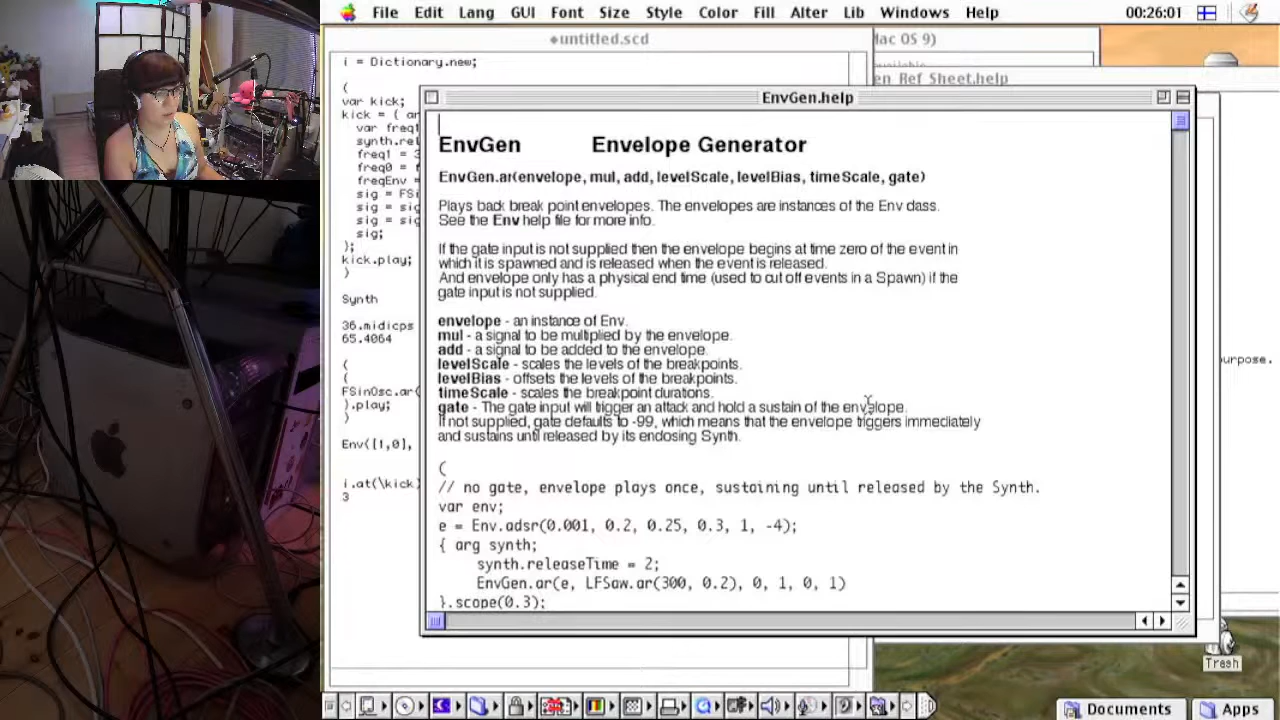 File Edit Lang GUI Font Size Style Color Fill Alter Lib Windows Help 00:26:01
◆untitled.scd
Mac OS 9)
i = Dictionary.new;
available
en Ref Sheet.help
(
var kick;
kick = { ar
var freq1
synth.rel
freq1 = 3
freq0 = f
freqEnv =
sig = FSi
sig = sig
sig = sig
sig;
);
kick.play;
)
Synth
36.midicps
65.4064
(
{
FSinOsc.ar(
).play;
)
Env([1,0],
i.at(\kick)
3
EnvGen.help
EnvGen Envelope Generator
EnvGen.ar(envelope, mul, add, levelScale, levelBias, timeScale, gate)
Plays back break point envelopes. The envelopes are instances of the Env class.
See the Env help file for more info.
If the gate input is not supplied then the envelope begins at time zero of the event in
which it is spawned and is released when the event is released.
And envelope only has a physical end time (used to cut off events in a Spawn) if the
gate input is not supplied.
envelope - an instance of Env.
mul - a signal to be multiplied by the envelope.
add - a signal to be added to the envelope.
levelScale - scales the levels of the breakpoints.
levelBias - offsets the levels of the breakpoints.
timeScale - scales the breakpoint durations.
gate - The gate input will trigger an attack and hold a sustain of the envelope.
If not supplied, gate defaults to -99, which means that the envelope triggers immediately
and sustains until released by its enclosing Synth.
(
// no gate, envelope plays once, sustaining until released by the Synth.
var env;
e = Env.adsr(0.001, 0.2, 0.25, 0.3, 1, -4);
{ arg synth;
synth.releaseTime = 2;
EnvGen.ar(e, LFSaw.ar(300, 0.2), 0, 1, 0, 1)
}.scope(0.3);
urpose.
Trash
Documents
Apps